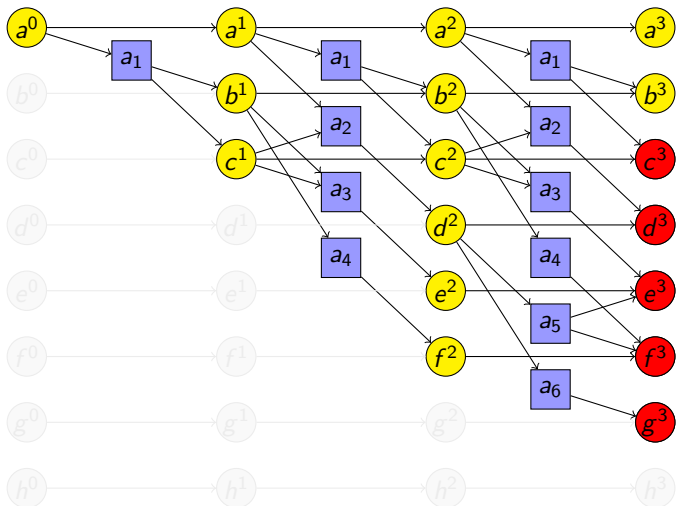 a⁰ a¹ a² a³
a₁ a₁ a₁
b⁰ b¹ b² b³
a₂ a₂
c⁰ c¹ c² c³
a₃ a₃
d⁰ d¹ d² d³
a₄ a₄
e⁰ e¹ e² e³
a₅
f⁰ f¹ f² f³
a₆
g⁰ g¹ g² g³
h⁰ h¹ h² h³